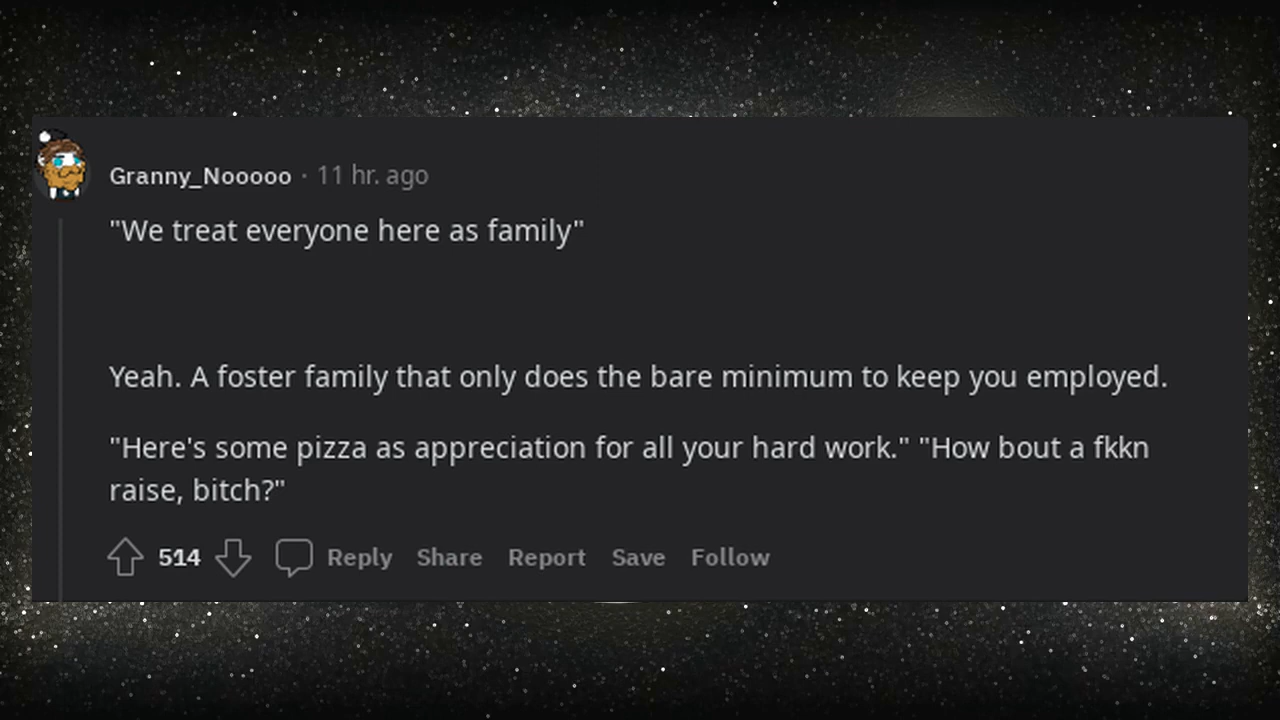 Granny_Nooooo · 11 hr. ago
"We treat everyone here as family"
Yeah. A foster family that only does the bare minimum to keep you employed.
"Here's some pizza as appreciation for all your hard work." "How bout a fkkn
raise, bitch?"
514 Reply Share Report Save Follow